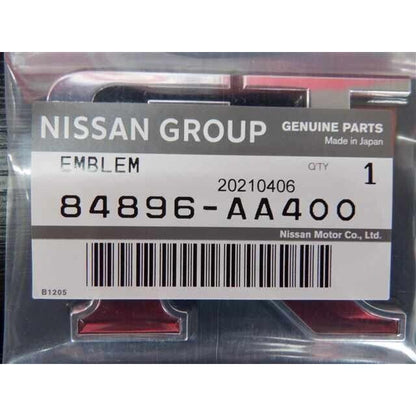 NISSAN GROUP
GENUINE PARTS
Made in Japan
EMBLEM
QTY 1
20210406
84896-AA400
Nissan Motor Co., Ltd.
B1205